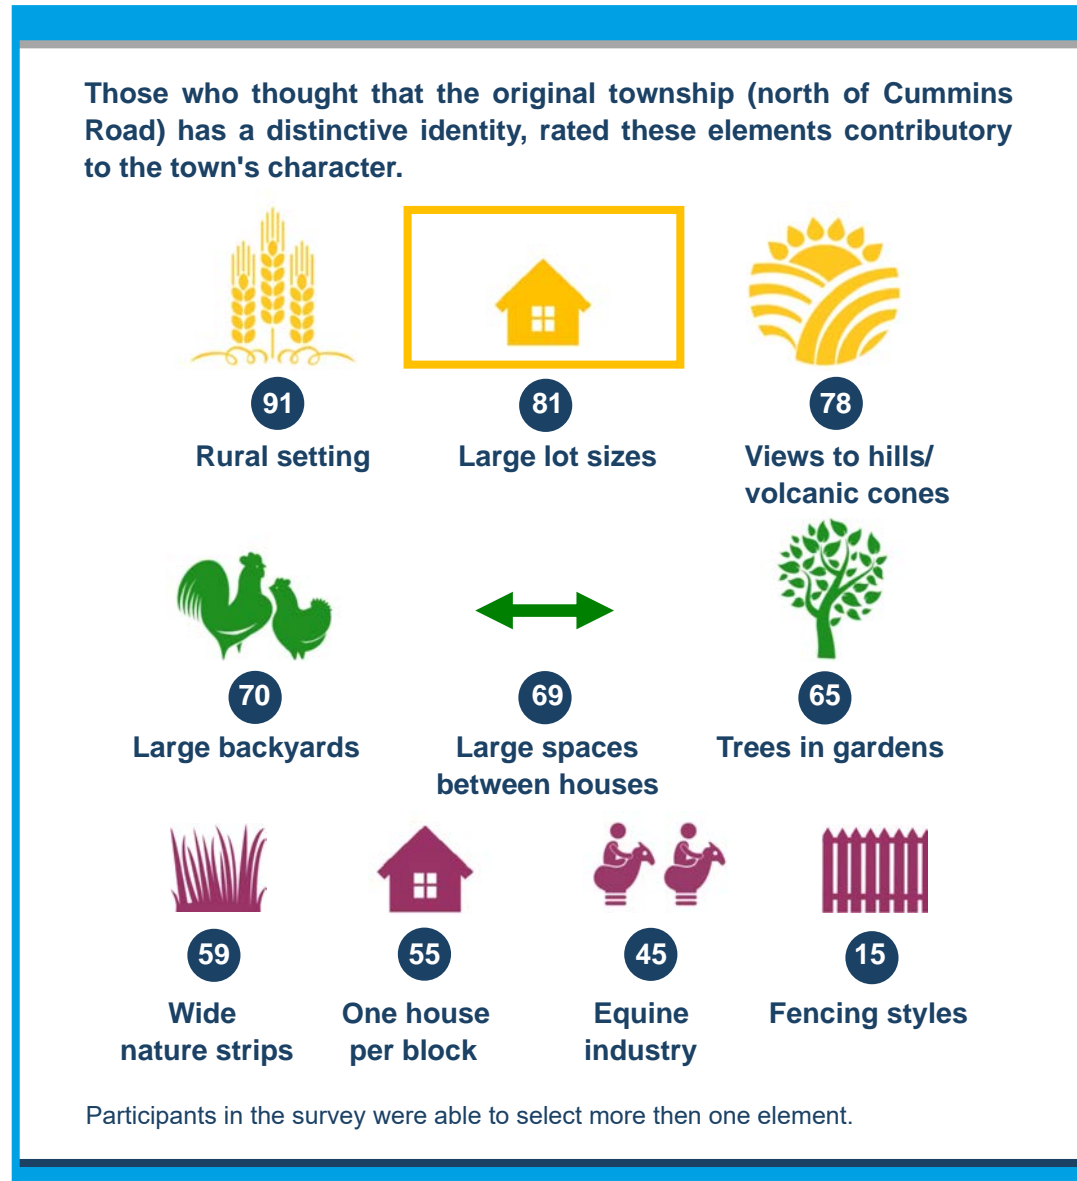 Those who thought that the original township (north of Cummins
Road) has a distinctive identity, rated these elements contributory
to the town's character.
91
Rural setting
81
Large lot sizes
78
Views to hills/
volcanic cones
70
Large backyards
69
Large spaces
between houses
65
Trees in gardens
59
Wide
nature strips
55
One house
per block
45
Equine
industry
15
Fencing styles
Participants in the survey were able to select more then one element.